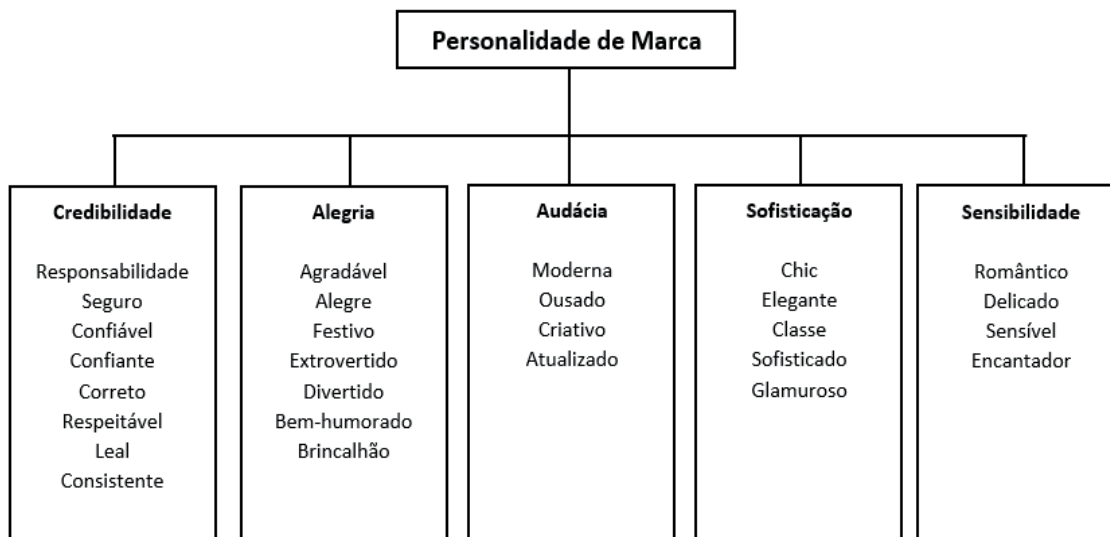 Personalidade de Marca
Credibilidade
Responsabilidade
Seguro
Confiável
Confiante
Correto
Respeitável
Leal
Consistente
Alegria
Agradável
Alegre
Festivo
Extrovertido
Divertido
Bem-humorado
Brincalhão
Audácia
Moderna
Ousado
Criativo
Atualizado
Sofisticação
Chic
Elegante
Classe
Sofisticado
Glamuroso
Sensibilidade
Romântico
Delicado
Sensível
Encantador